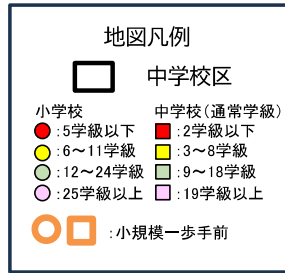 地図凡例
中学校区
小学校 中学校(通常学級)
:5学級以下 :2学級以下
:6～11学級 :3～8学級
:12～24学級 :9～18学級
:25学級以上 :19学級以上
:小規模一歩手前